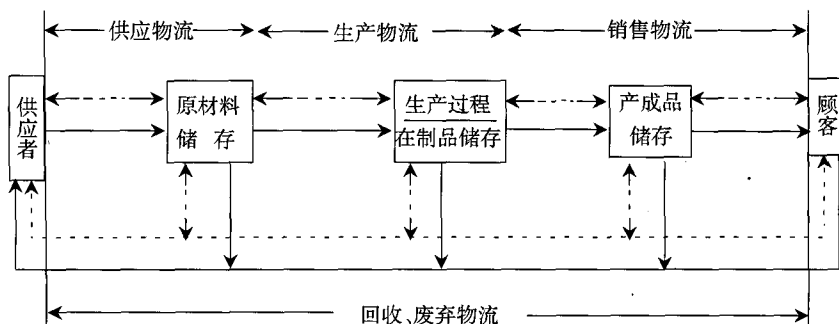 供应物流
生产物流
销售物流
供应者
原材料
储 存
生产过程
在制品储存
产成品
储存
顾客
回收、废弃物流